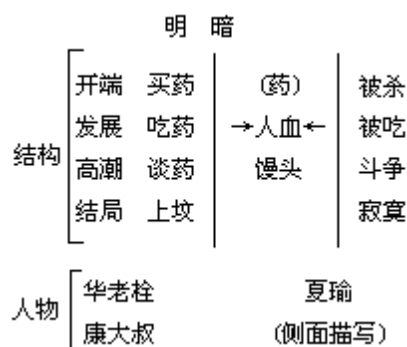 明 暗
开端 买药 (药) 被杀
发展 吃药 →人血← 被吃
结构
高潮 谈药 馒头 斗争
结局 上坟 寂寞
华老栓 夏瑜
人物
康大叔 (侧面描写)